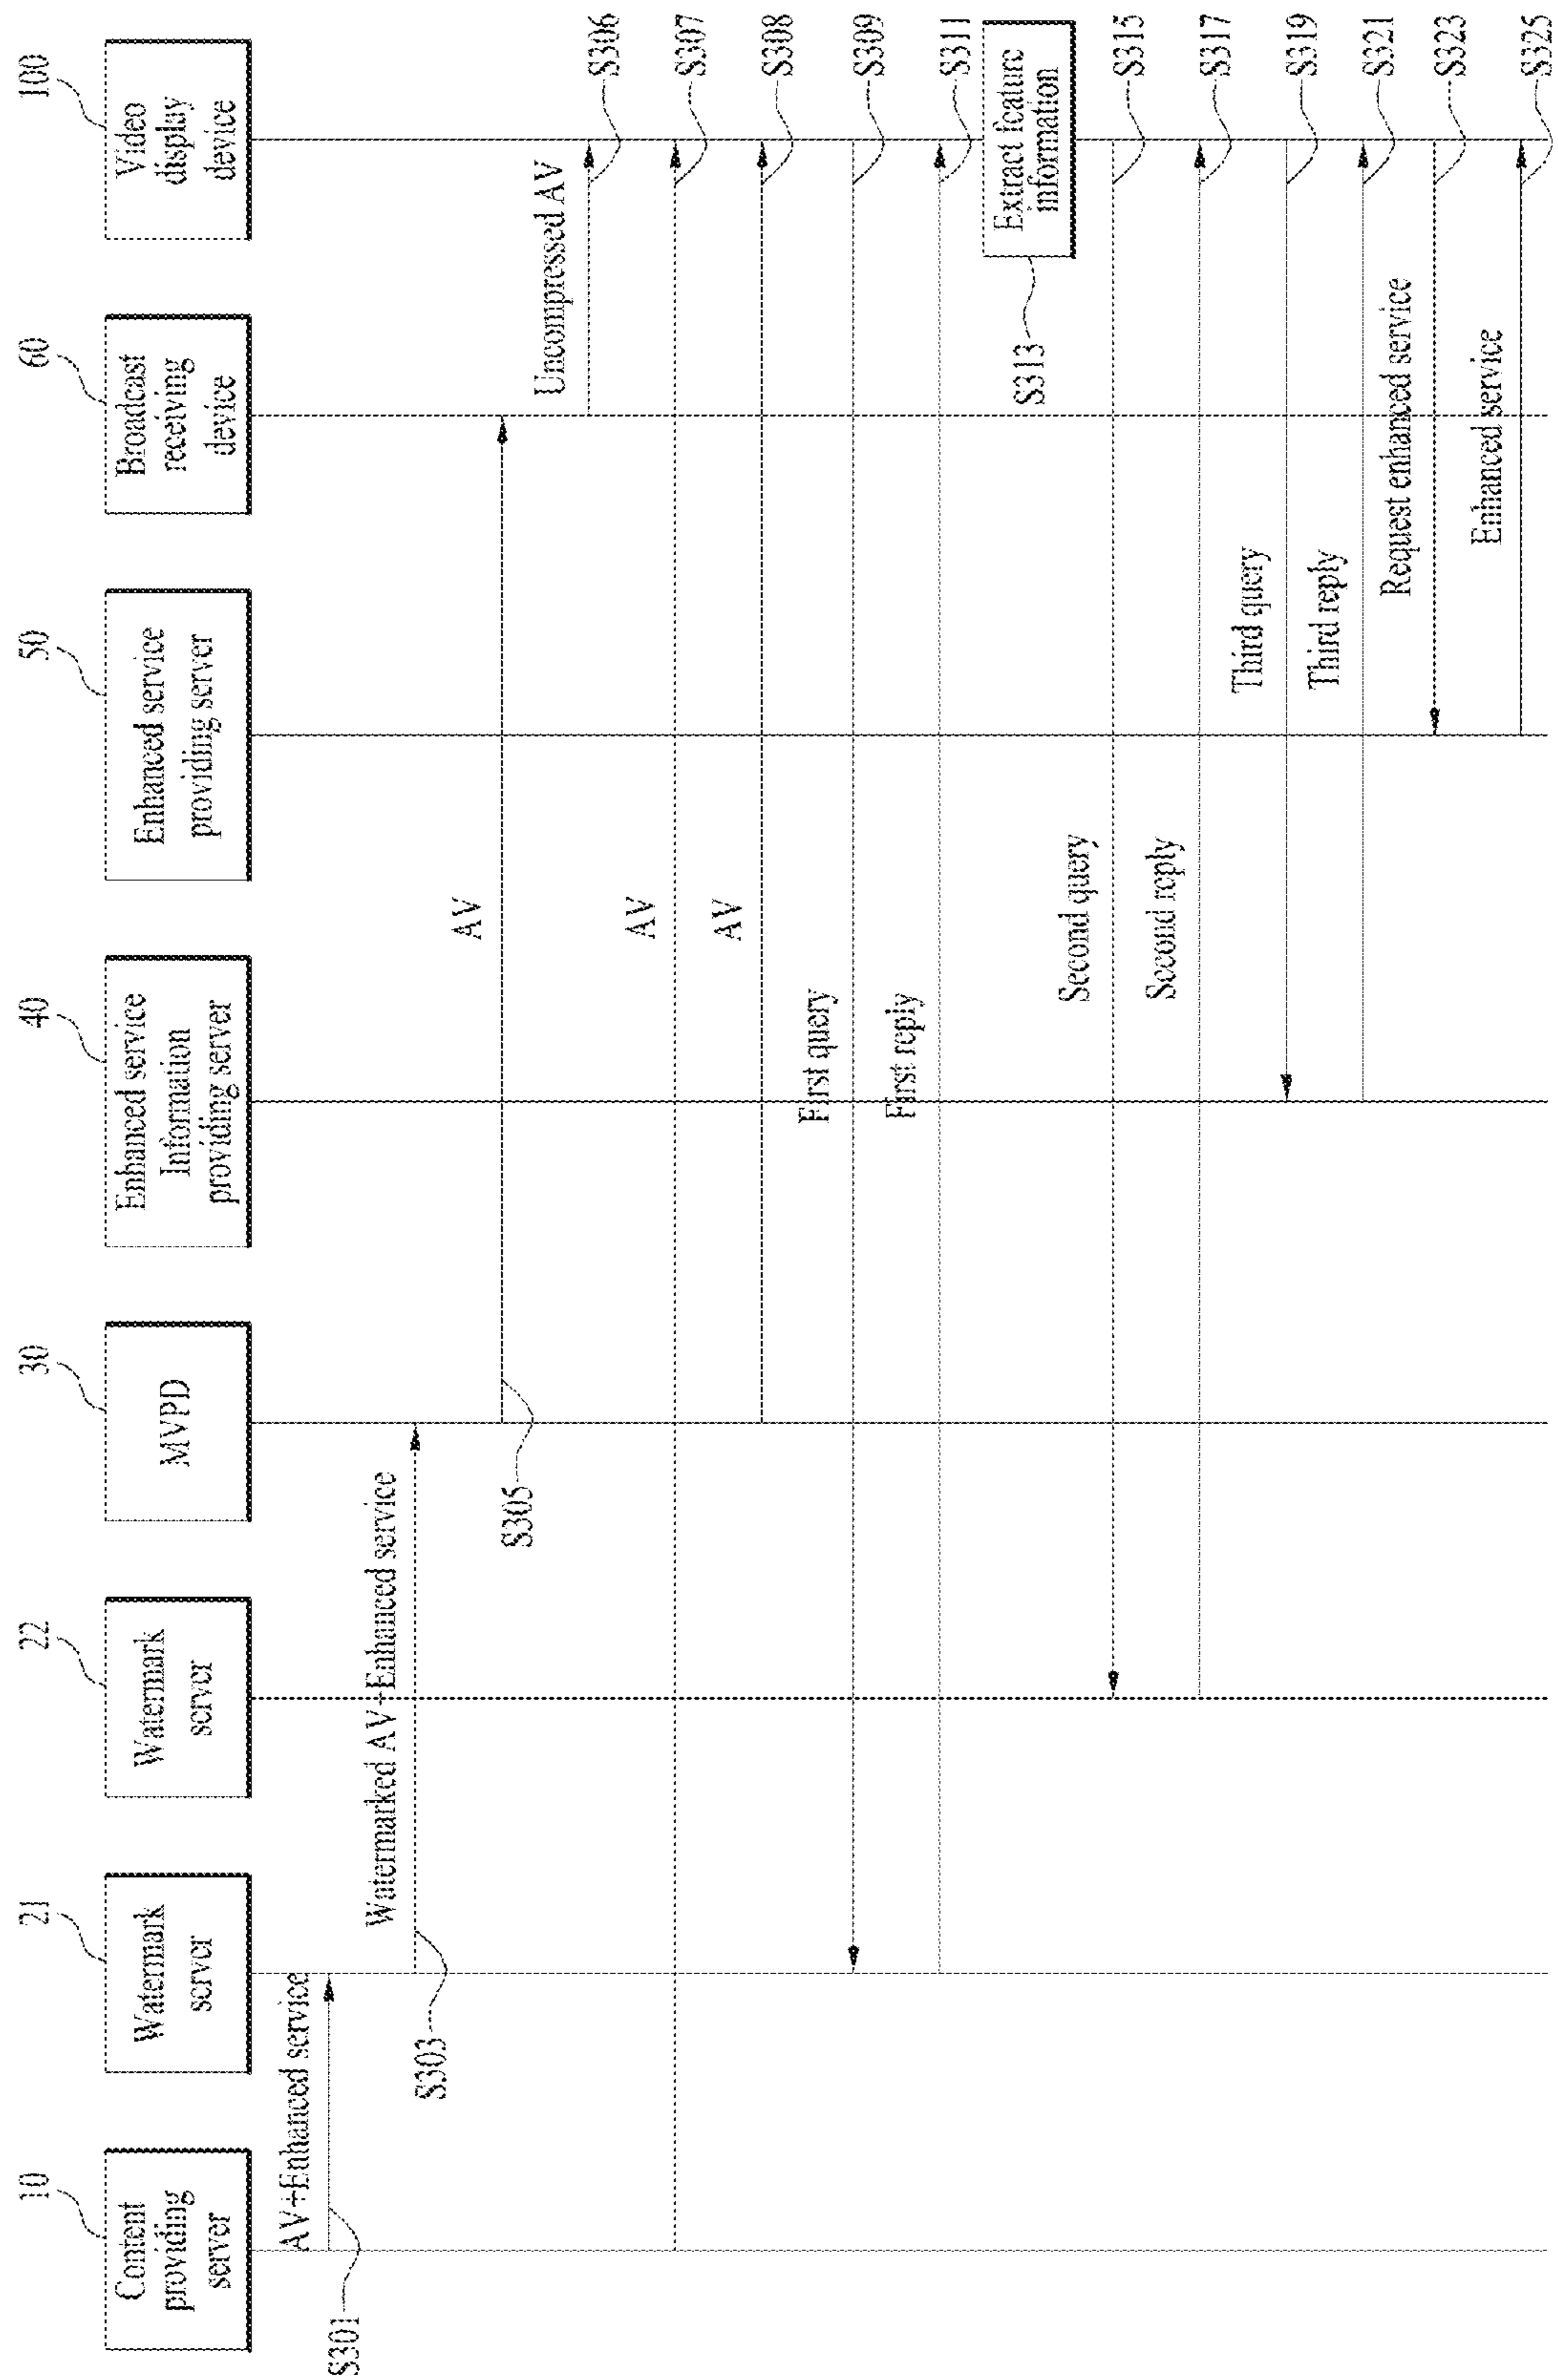 10
Content
providing
server
21
Watermark
server
22
Watermark
server
30
MVPD
40
Enhanced service
Information
providing server
50
Enhanced service
providing server
60
Broadcast
receiving
device
100
Video
display
device
AV+Enhanced service
S301
Watermarked AV+Enhanced service
S303
AV
S305
Uncompressed AV
S306
AV
S307
AV
S308
First query
S309
First reply
S311
Extract feature
information
S313
Second query
S315
Second reply
S317
Third query
S319
Third reply
S321
Request enhanced service
S323
Enhanced service
S325